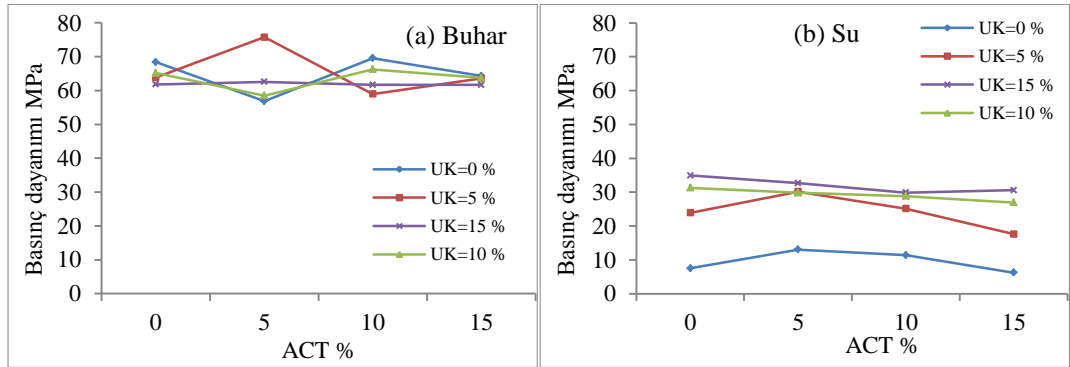 (a) Buhar
Basınç dayanımı MPa
80
70
60
50
40
30
20
10
0
UK=0 %
UK=5 %
UK=15 %
UK=10 %
0 5 10 15
ACT %
(b) Su
Basınç dayanımı MPa
80
70
60
50
40
30
20
10
0
UK=0 %
UK=5 %
UK=15 %
UK=10 %
0 5 10 15
ACT %